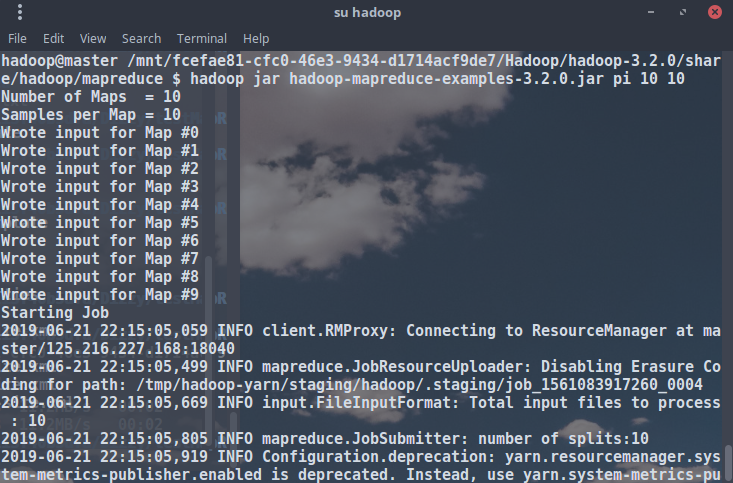 su hadoop
File Edit View Search Terminal Help
hadoop@master /mnt/fcefae81-cfc0-46e3-9434-d1714acf9de7/Hadoop/hadoop-3.2.0/shar
e/hadoop/mapreduce $ hadoop jar hadoop-mapreduce-examples-3.2.0.jar pi 10 10
Number of Maps  = 10
Samples per Map = 10
Wrote input for Map #0
Wrote input for Map #1
Wrote input for Map #2
Wrote input for Map #3
Wrote input for Map #4
Wrote input for Map #5
Wrote input for Map #6
Wrote input for Map #7
Wrote input for Map #8
Wrote input for Map #9
Starting Job
2019-06-21 22:15:05,059 INFO client.RMProxy: Connecting to ResourceManager at ma
ster/125.216.227.168:18040
2019-06-21 22:15:05,499 INFO mapreduce.JobResourceUploader: Disabling Erasure Co
ding for path: /tmp/hadoop-yarn/staging/hadoop/.staging/job_1561083917260_0004
2019-06-21 22:15:05,669 INFO input.FileInputFormat: Total input files to process
 : 10
2019-06-21 22:15:05,805 INFO mapreduce.JobSubmitter: number of splits:10
2019-06-21 22:15:05,919 INFO Configuration.deprecation: yarn.resourcemanager.sys
tem-metrics-publisher.enabled is deprecated. Instead, use yarn.system-metrics-pu